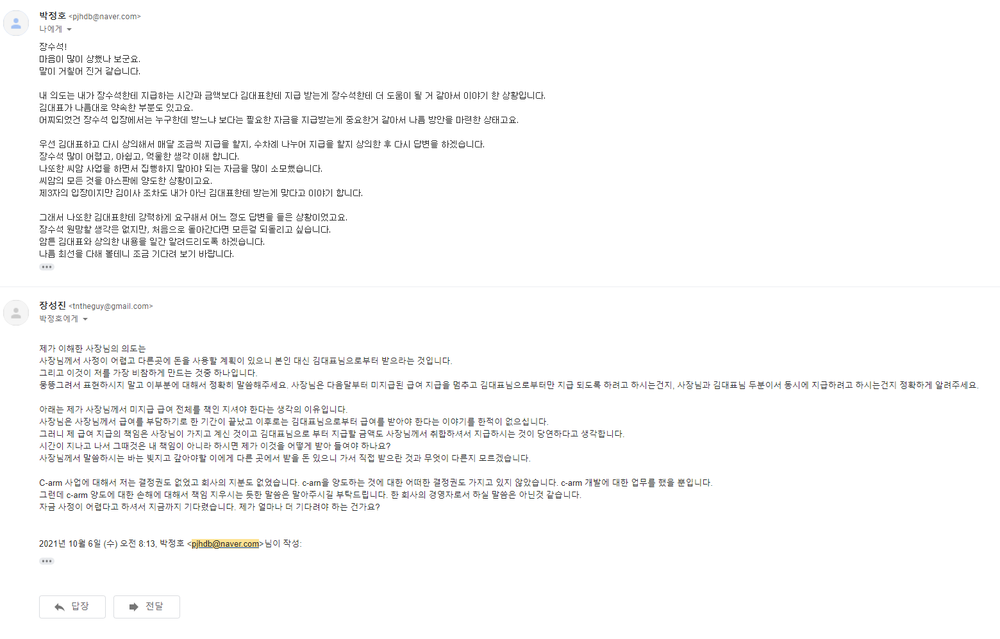 박정호 <pjhdb@naver.com>
나에게
장수석!
마음이 많이 상했나 보군요.
말이 거칠어 진거 같습니다.
내 의도는 내가 장수석한테 지급하는 시간과 금액보다 김대표한테 지급 받는게 장수석한테 더 도움이 될 거 같아서 이야기 한 상황입니다.
김대표가 나름대로 약속한 부분도 있고요.
어찌되었건 장수석 입장에서는 누구한데 받느냐 보다는 필요한 자금을 지급받는게 중요한거 같아서 나름 방안을 마련한 상태고요.
우선 김대표하고 다시 상의해서 매달 조금씩 지급을 할지, 수차례 나누어 지급을 할지 상의한 후 다시 답변을 하겠습니다.
장수석 많이 어렵고, 아쉽고, 억울한 생각 이해 합니다.
나또한 씨암 사업을 하면서 집행하지 말아야 되는 자금을 많이 소모했습니다.
씨암의 모든 것을 아스판에 양도한 상황이고요.
제3자의 입장이지만 김이사 조차도 내가 아닌 김대표한테 받는게 맞다고 이야기 합니다.
그래서 나또한 김대표한테 강력하게 요구해서 어느 정도 답변을 들은 상황이었고요.
장수석 원망할 생각은 없지만, 처음으로 돌아간다면 모든걸 되돌리고 싶습니다.
암튼 김대표와 상의한 내용을 일간 알려드리도록 하겠습니다.
나름 최선을 다해 볼테니 조금 기다려 보기 바랍니다.
장성진 <tntheguy@gmail.com>
박정호에게
제가 이해한 사장님의 의도는
사장님께서 사정이 어렵고 다른곳에 돈을 사용할 계획이 있으니 본인 대신 김대표님으로부터 받으라는 것입니다.
그리고 이것이 저를 가장 비참하게 만드는 것중 하나입니다.
뭉뚱그려서 표현하시지 말고 이부분에 대해서 정확히 말씀해주세요. 사장님은 다음달부터 미지급된 급여 지급을 멈추고 김대표님으로부터만 지급 되도록 하려고 하시는건지, 사장님과 김대표님 두분이서 동시에 지급하려고 하시는건지 정확하게 알려주세요.
아래는 제가 사장님께서 미지급 급여 전체를 책인 지셔야 한다는 생각의 이유입니다.
사장님은 사장님께서 급여를 부담하기로 한 기간이 끝났고 이후로는 김대표님으로부터 급여를 받아야 한다는 이야기를 한적이 없으십니다.
그러니 제 급여 지급의 책임은 사장님이 가지고 계신 것이고 김대표님으로 부터 지급할 금액도 사장님께서 취합하셔서 지급하시는 것이 당연하다고 생각합니다.
시간이 지나고 나서 그때것은 내 책임이 아니라 하시면 제가 이것을 어떻게 받아 들여야 하나요?
사장님께서 말씀하시는 바는 빚지고 갚아야할 이에게 다른 곳에서 받을 돈 있으니 가서 직접 받으란 것과 무엇이 다른지 모르겠습니다.
C-arm 사업에 대해서 저는 결정권도 없었고 회사의 지분도 없었습니다. c-arn을 양도하는 것에 대한 어떠한 결정권도 가지고 있지 않았습니다. c-arm 개발에 대한 업무를 했을 뿐입니다.
그런데 c-arm 양도에 대한 손해에 대해서 책임 지우시는 듯한 말씀은 말아주시길 부탁드립니다. 한 회사의 경영자로서 하실 말씀은 아닌것 같습니다.
자금 사정이 어렵다고 하셔서 지금까지 기다렸습니다. 제가 얼마나 더 기다려야 하는 건가요?
2021년 10월 6일 (수) 오전 8:13, 박정호 <pjhdb@naver.com>님이 작성:
답장 전달